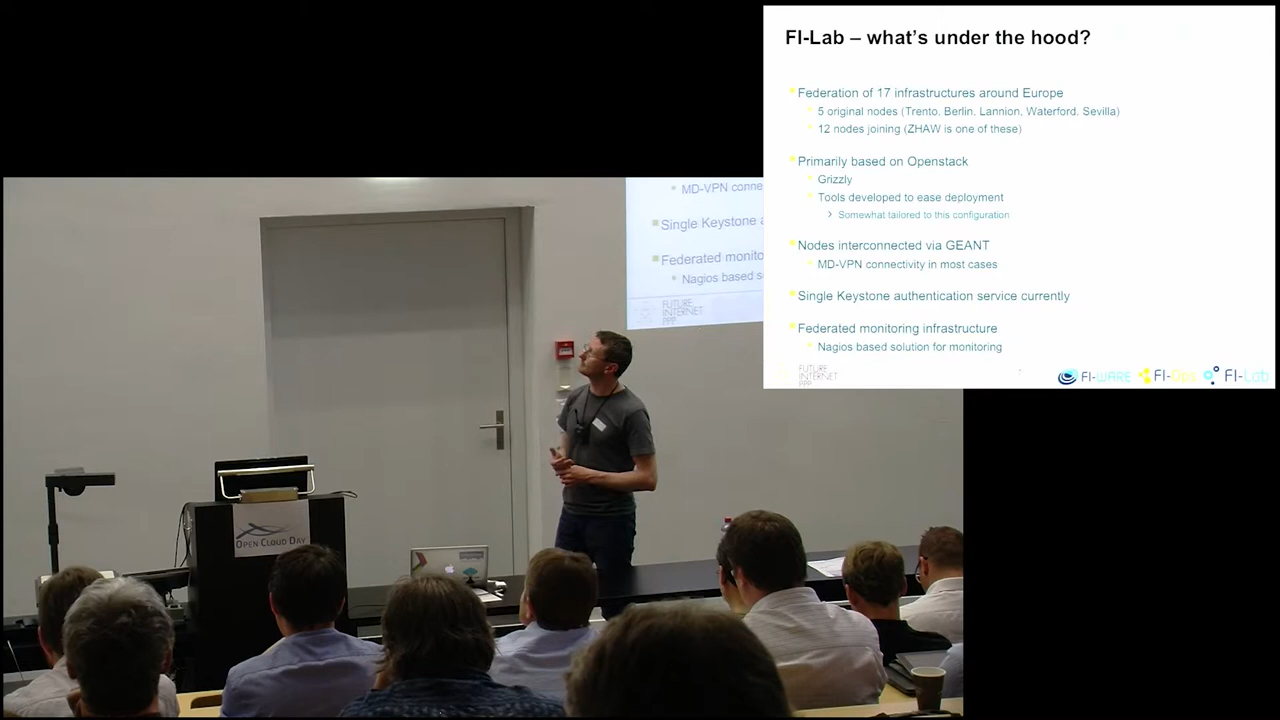 FI-Lab – what's under the hood?
Federation of 17 infrastructures around Europe
5 original nodes (Trento, Berlin, Lannion, Waterford, Sevilla)
12 nodes joining (ZHAW is one of these)
Primarily based on Openstack
Grizzly
Tools developed to ease deployment
Somewhat tailored to this configuration
Nodes interconnected via GEANT
MD-VPN connectivity in most cases
Single Keystone authentication service currently
Federated monitoring infrastructure
Nagios based solution for monitoring
FUTURE
INTERNET
PPP
FI-WARE FI-Ops FI-Lab
MD-VPN conne
Single Keystone a
Federated monito
Nagios based s
FUTURE
INTERNET
PPP
OPEN CLOUD DAY